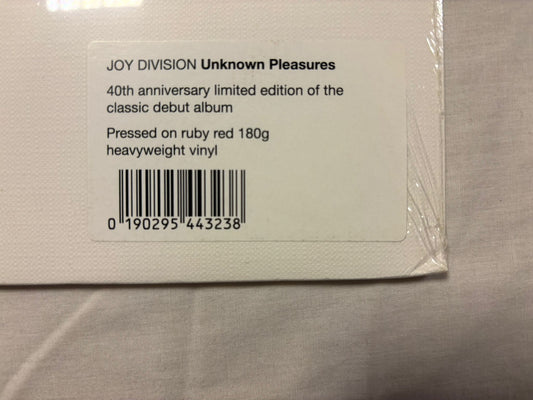 JOY DIVISION Unknown Pleasures
40th anniversary limited edition of the
classic debut album
Pressed on ruby red 180g
heavyweight vinyl
0 190295 443238